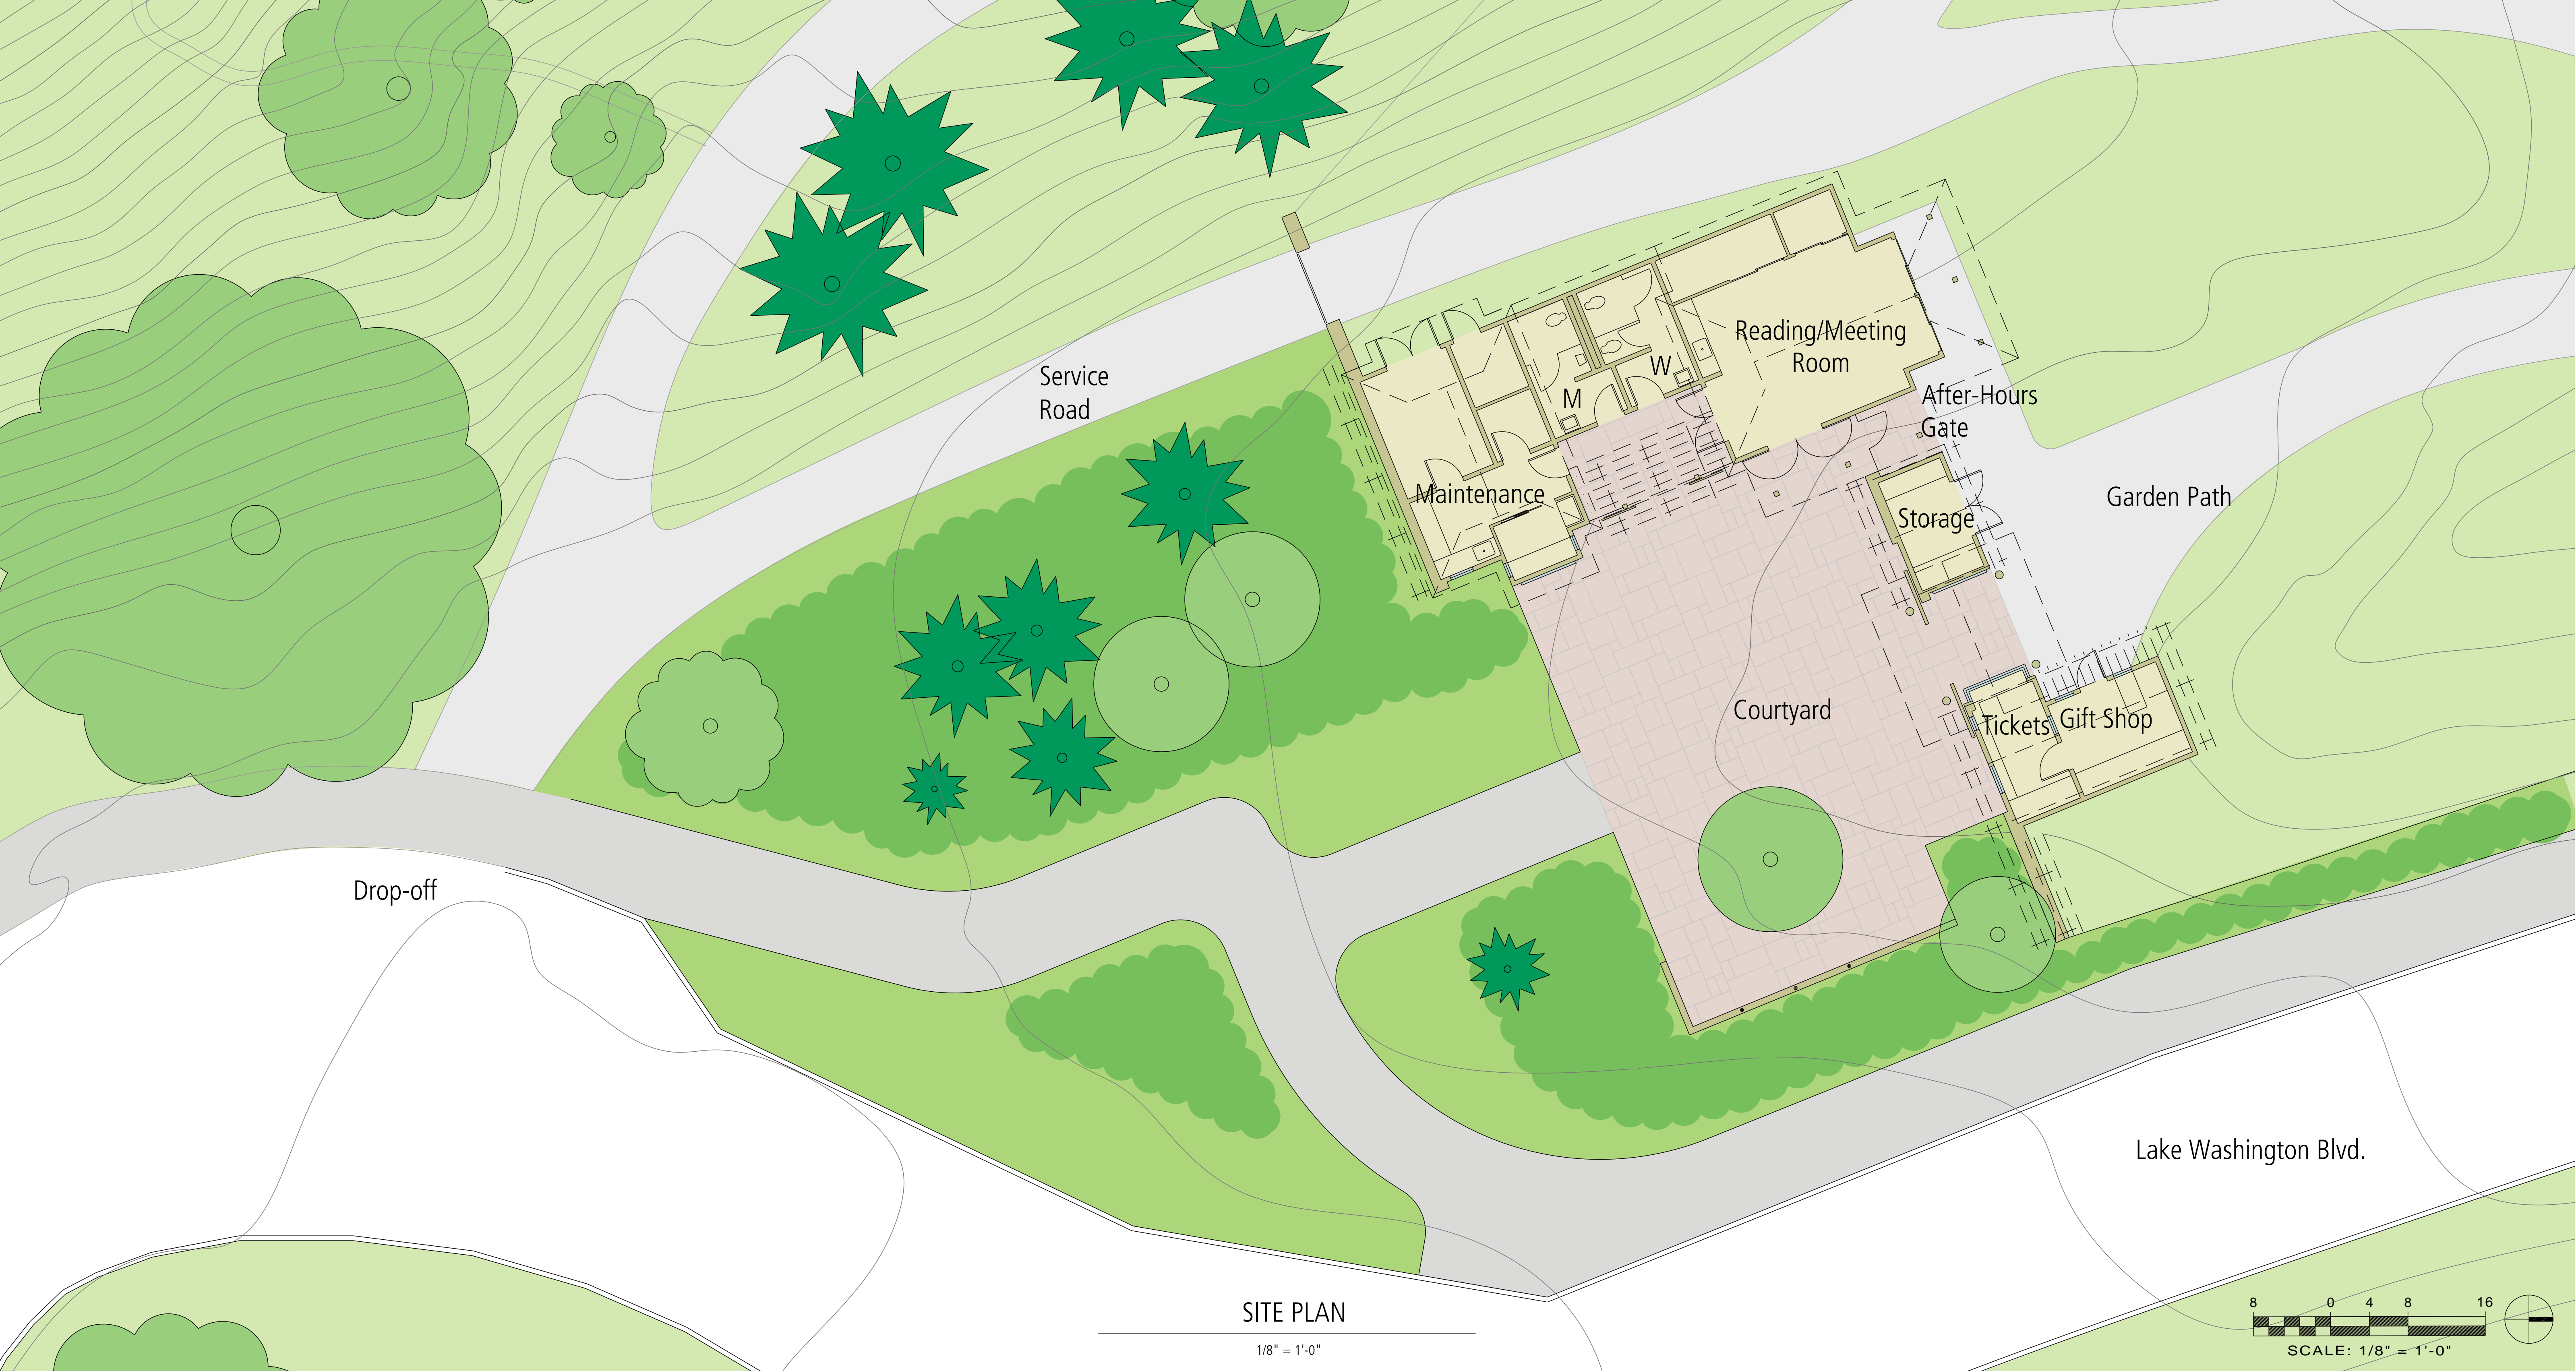 Service
Road
Reading/Meeting
Room
W
M
After-Hours
Gate
Maintenance
Storage
Garden Path
Courtyard
Tickets
Gift Shop
Drop-off
Lake Washington Blvd.
SITE PLAN
1/8" = 1'-0"
8 0 4 8 16
SCALE: 1/8" = 1'-0"